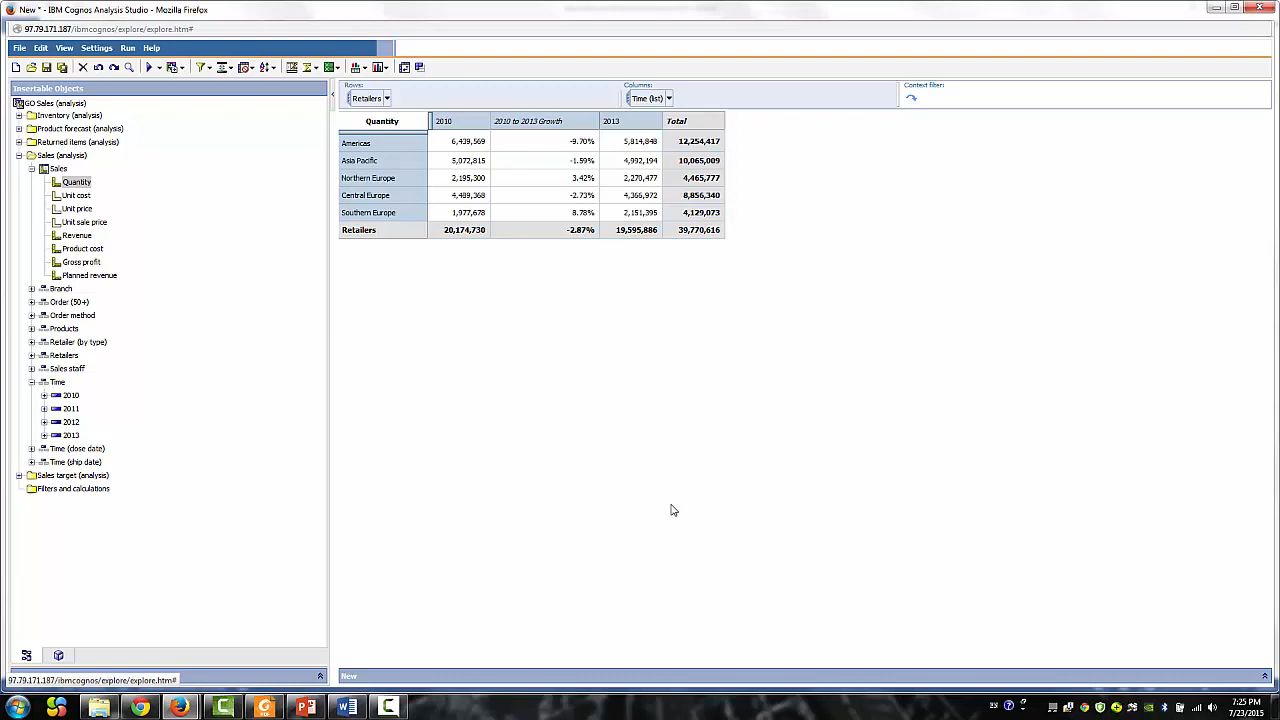 New * - IBM Cognos Analysis Studio - Mozilla Firefox
97.79.171.187/ibmcognos/explore/explore.htm#
File Edit View Settings Run Help
Insertable Objects
Rows: Columns: Context filter:
Retailers Time (list)
GO Sales (analysis)
Inventory (analysis)
Product forecast (analysis)
Returned items (analysis)
Sales (analysis)
Sales
Quantity
Unit cost
Unit price
Unit sale price
Revenue
Product cost
Gross profit
Planned revenue
Branch
Order (50+)
Order method
Products
Retailer (by type)
Retailers
Sales staff
Time
2010
2011
2012
2013
Time (close date)
Time (ship date)
Sales target (analysis)
Filters and calculations
Quantity 2010 2010 to 2013 Growth 2013 Total
Americas 6,439,569 -9.70% 5,814,848 12,254,417
Asia Pacific 5,072,815 -1.59% 4,992,194 10,065,009
Northern Europe 2,195,300 3.42% 2,270,477 4,465,777
Central Europe 4,489,368 -2.73% 4,366,972 8,856,340
Southern Europe 1,977,678 8.78% 2,151,395 4,129,073
Retailers 20,174,730 -2.87% 19,595,886 39,770,616
New
97.79.171.187/ibmcognos/explore/explore.htm#
7:25 PM
7/23/2015